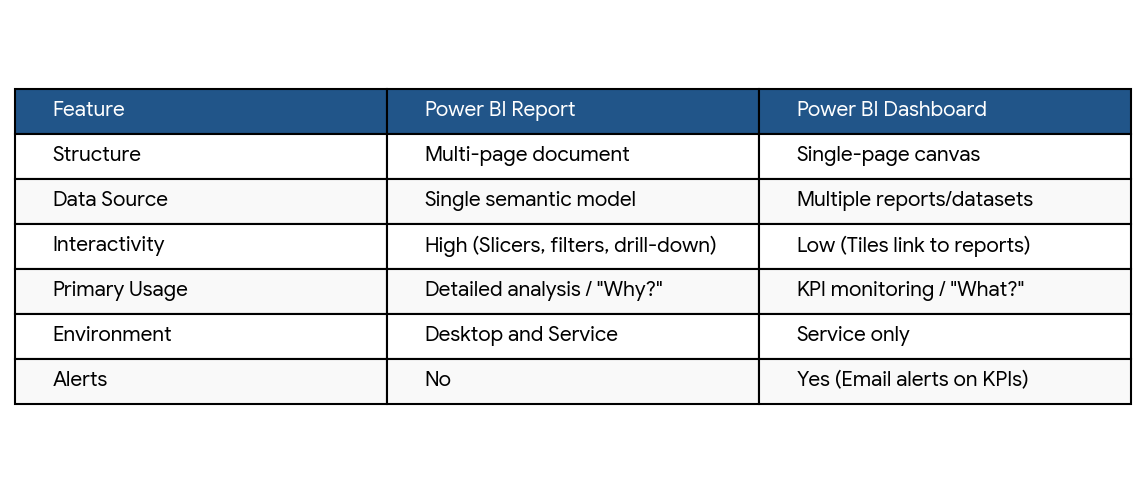 Feature Power BI Report Power BI Dashboard
Structure Multi-page document Single-page canvas
Data Source Single semantic model Multiple reports/datasets
Interactivity High (Slicers, filters, drill-down) Low (Tiles link to reports)
Primary Usage Detailed analysis / "Why?" KPI monitoring / "What?"
Environment Desktop and Service Service only
Alerts No Yes (Email alerts on KPIs)